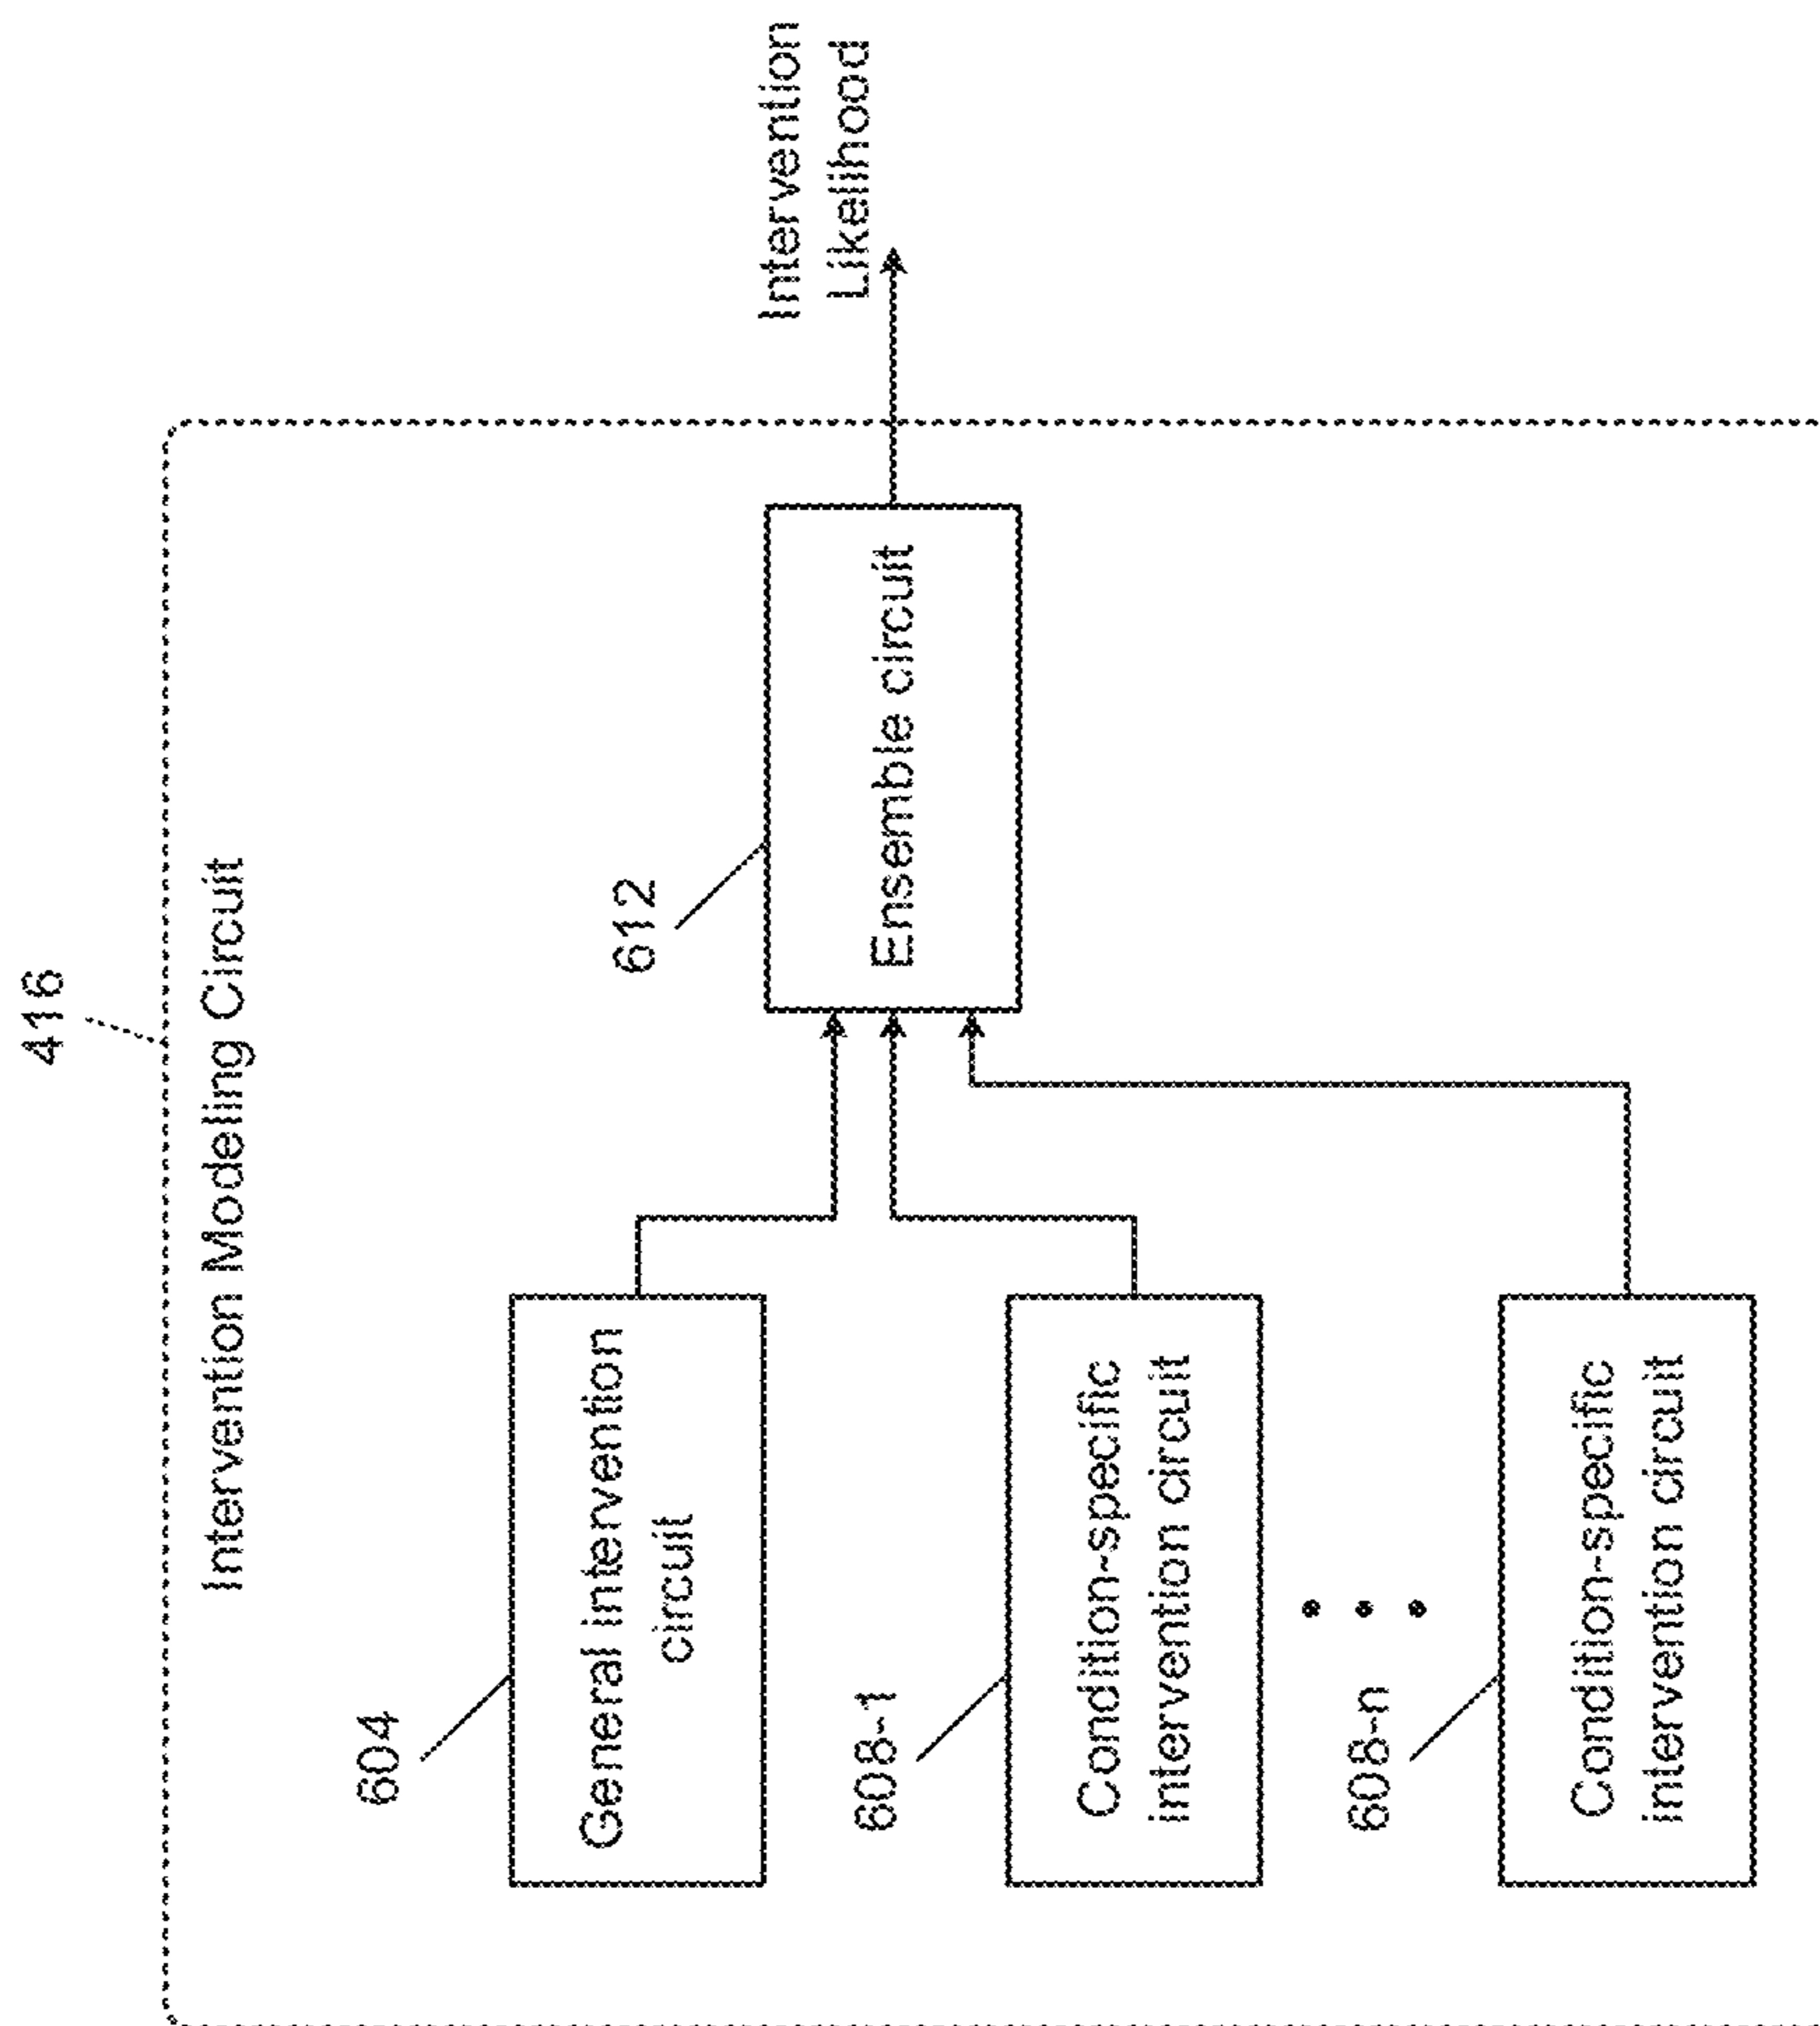 416
Intervention Modeling Circuit
604
General intervention
circuit
608-1
Condition-specific
intervention circuit
608-n
Condition-specific
intervention circuit
612
Ensemble circuit
Intervention
Likelihood